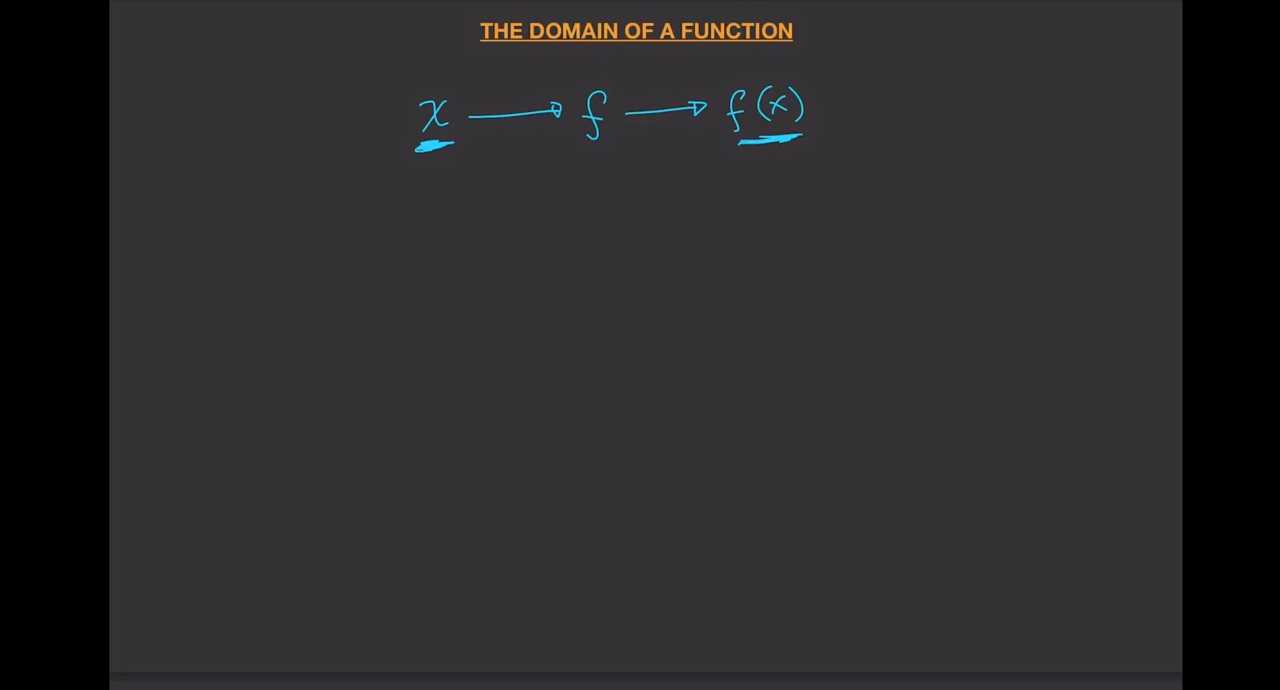 THE DOMAIN OF A FUNCTION
x → f → f(x)